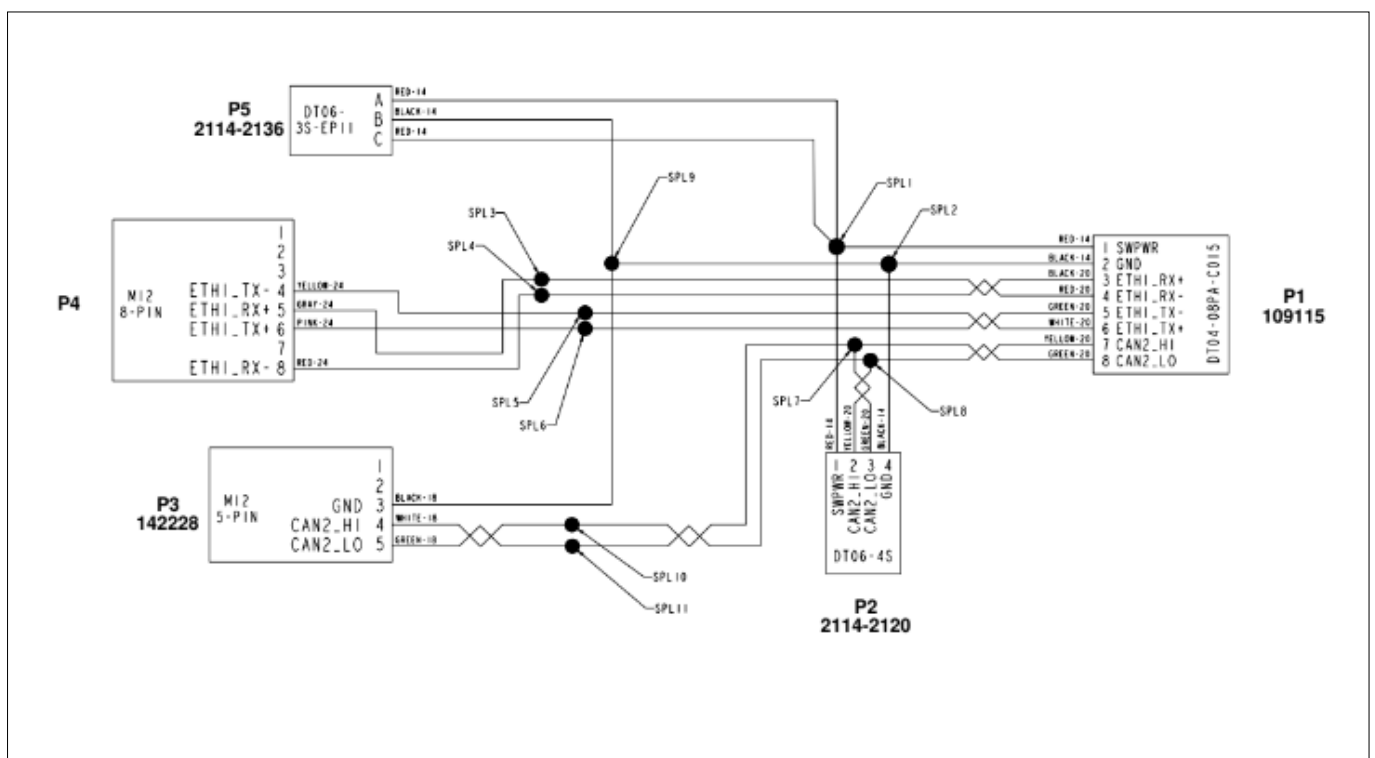 P5
2114-2136
DT06-
3S-EP11
A
B
C
RED-14
BLACK-14
RED-14
SPL9
SPL1
SPL2
SPL3
SPL4
P4
M12
8-PIN
1
2
3
ETH1_TX- 4
ETH1_RX+ 5
ETH1_TX+ 6
7
ETH1_RX- 8
YELLOW-24
GRAY-24
PINK-24
RED-24
SPL5
SPL6
RED-14
BLACK-14
BLACK-20
RED-20
GREEN-20
WHITE-20
YELLOW-20
GREEN-20
1 SWPWR
2 GND
3 ETH1_RX+
4 ETH1_RX-
5 ETH1_TX-
6 ETH1_TX+
7 CAN2_HI
8 CAN2_LO
DT04-08PA-C015
P1
109115
SPL7
SPL8
P3
142228
M12
5-PIN
1
2
GND 3
CAN2_HI 4
CAN2_LO 5
BLACK-18
WHITE-18
GREEN-18
SPL10
SPL11
RED-14
YELLOW-20
GREEN-20
BLACK-14
SWPWR 1
CAN2_HI 2
CAN2_LO 3
GND 4
DT06-4S
P2
2114-2120